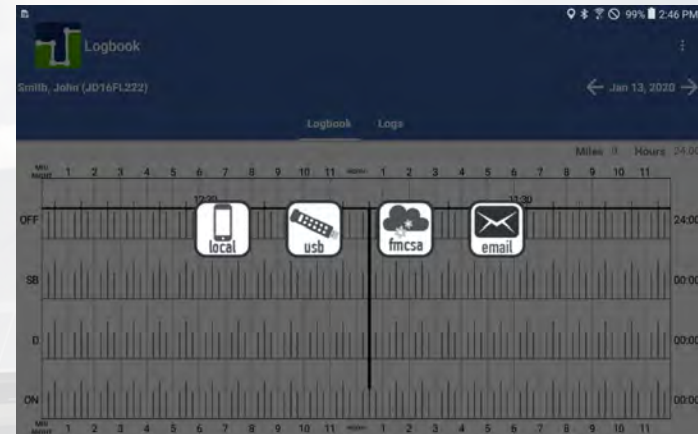 99% 2:46 PM
Logbook
Smith, John (JD16FL222)
Jan 13, 2020
Logbook Logs
Miles 0 Hours 24:00
1 2 3 4 5 6 7 8 9 10 11 1 2 3 4 5 6 7 8 9 10 11
12:30 11:30
OFF 24:00
local usb fmcsa email
SB 00:00
D 00:00
ON 00:00
1 2 3 4 5 6 7 8 9 10 11 1 2 3 4 5 6 7 8 9 10 11